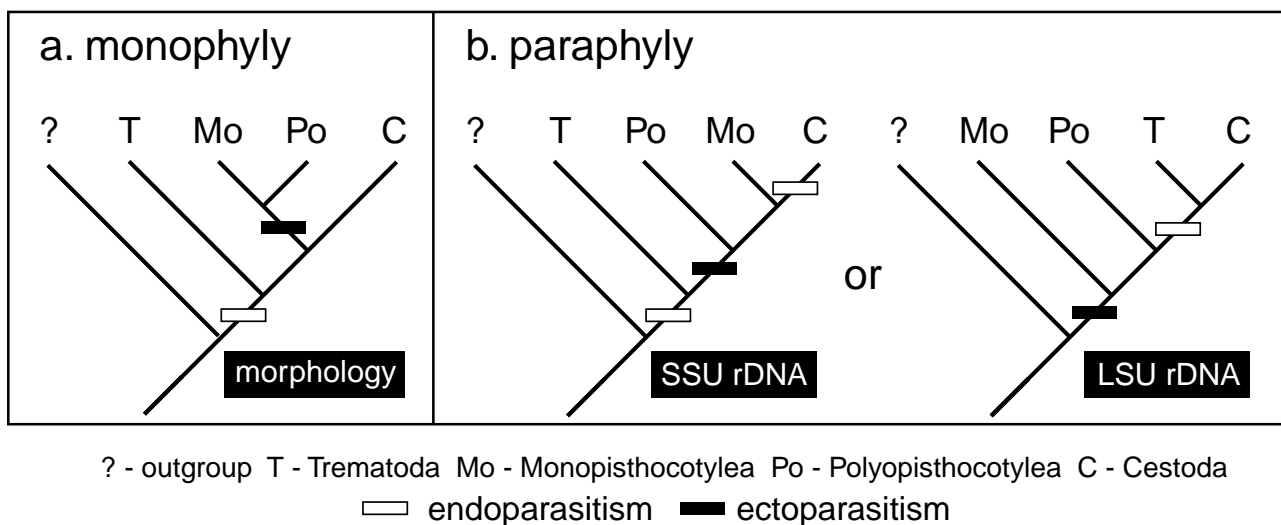 a. monophyly
? T Mo Po C
morphology
b. paraphyly
? T Po Mo C
SSU rDNA
or
? Mo Po T C
LSU rDNA
? - outgroup T - Trematoda Mo - Monopisthocotylea Po - Polyopisthocotylea C - Cestoda
endoparasitism ectoparasitism